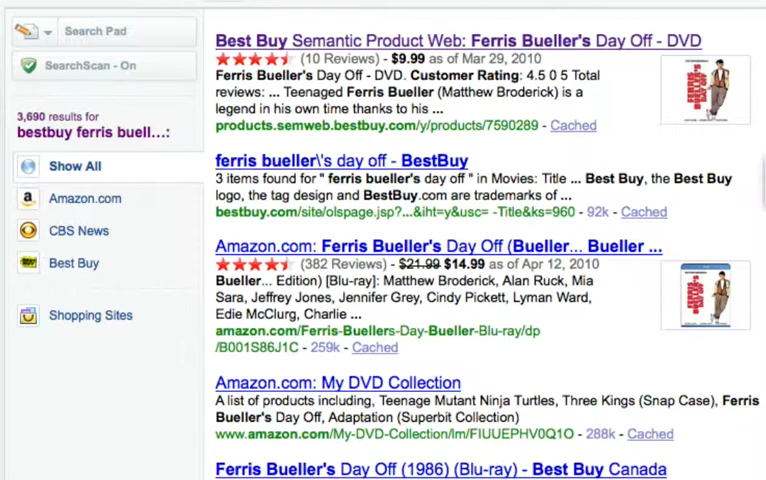 Search Pad
SearchScan - On
3,690 results for
bestbuy ferris buell...:
Show All
Amazon.com
CBS News
Best Buy
Shopping Sites
Best Buy Semantic Product Web: Ferris Bueller's Day Off - DVD
(10 Reviews) - $9.99 as of Mar 29, 2010
Ferris Bueller's Day Off - DVD. Customer Rating: 4.5 0 5 Total
reviews: ... Teenaged Ferris Bueller (Matthew Broderick) is a
legend in his own time thanks to his ...
products.semweb.bestbuy.com/y/products/7590289 - Cached
ferris bueller\'s day off - BestBuy
3 items found for " ferris bueller's day off " in Movies: Title ... Best Buy, the Best Buy
logo, the tag design and BestBuy.com are trademarks of ...
bestbuy.com/site/olspage.jsp?...&iht=y&usc= -Title&ks=960 - 92k - Cached
Amazon.com: Ferris Bueller's Day Off (Bueller... Bueller ...
(382 Reviews) - $21.99 $14.99 as of Apr 12, 2010
Bueller... Edition) [Blu-ray]: Matthew Broderick, Alan Ruck, Mia
Sara, Jeffrey Jones, Jennifer Grey, Cindy Pickett, Lyman Ward,
Edie McClurg, Charlie ...
amazon.com/Ferris-Buellers-Day-Bueller-Blu-ray/dp
/B001S86J1C - 259k - Cached
Amazon.com: My DVD Collection
A list of products including, Teenage Mutant Ninja Turtles, Three Kings (Snap Case), Ferris
Bueller's Day Off, Adaptation (Superbit Collection)
www.amazon.com/My-DVD-Collection/lm/FIUUEPHV0Q1O - 288k - Cached
Ferris Bueller's Day Off (1986) (Blu-ray) - Best Buy Canada
FERRIS
BUELLER'S
DAY OFF
FERRIS
BUELLER'S
DAY OFF